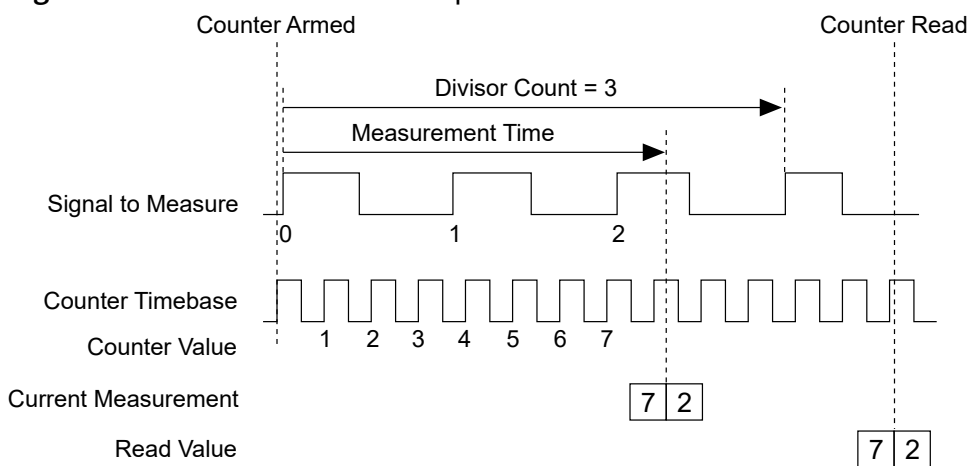 Counter Armed
Counter Read
Divisor Count = 3
Measurement Time
Signal to Measure
0 1 2
Counter Timebase
Counter Value
1 2 3 4 5 6 7
Current Measurement
7 2
Read Value
7 2